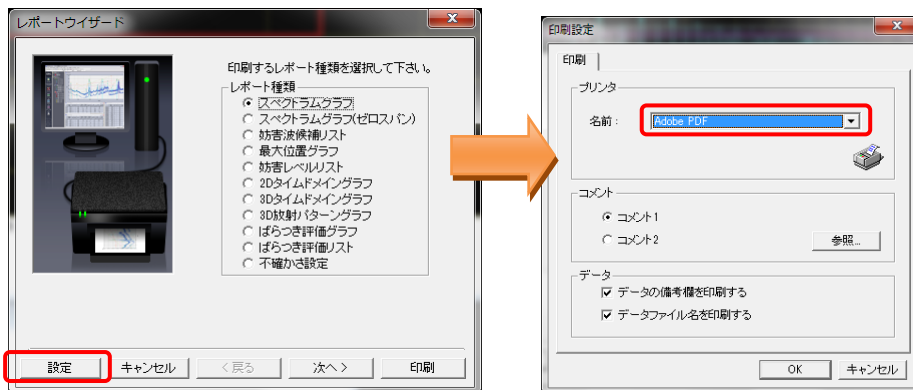 レポートウィザード
印刷するレポート種類を選択して下さい。
レポート種類
スペクトラムグラフ
スペクトラムグラフ(ゼロスパン)
妨害波候補リスト
最大位置グラフ
妨害レベルリスト
2Dタイムドメイングラフ
3Dタイムドメイングラフ
3D放射パターングラフ
ばらつき評価グラフ
ばらつき評価リスト
不確かさ設定
設定
キャンセル
< 戻る
次へ >
印刷
印刷設定
印刷
プリンタ
名前 :
Adobe PDF
コメント
コメント1
コメント2
参照...
データ
データの備考欄を印刷する
データファイル名を印刷する
OK
キャンセル